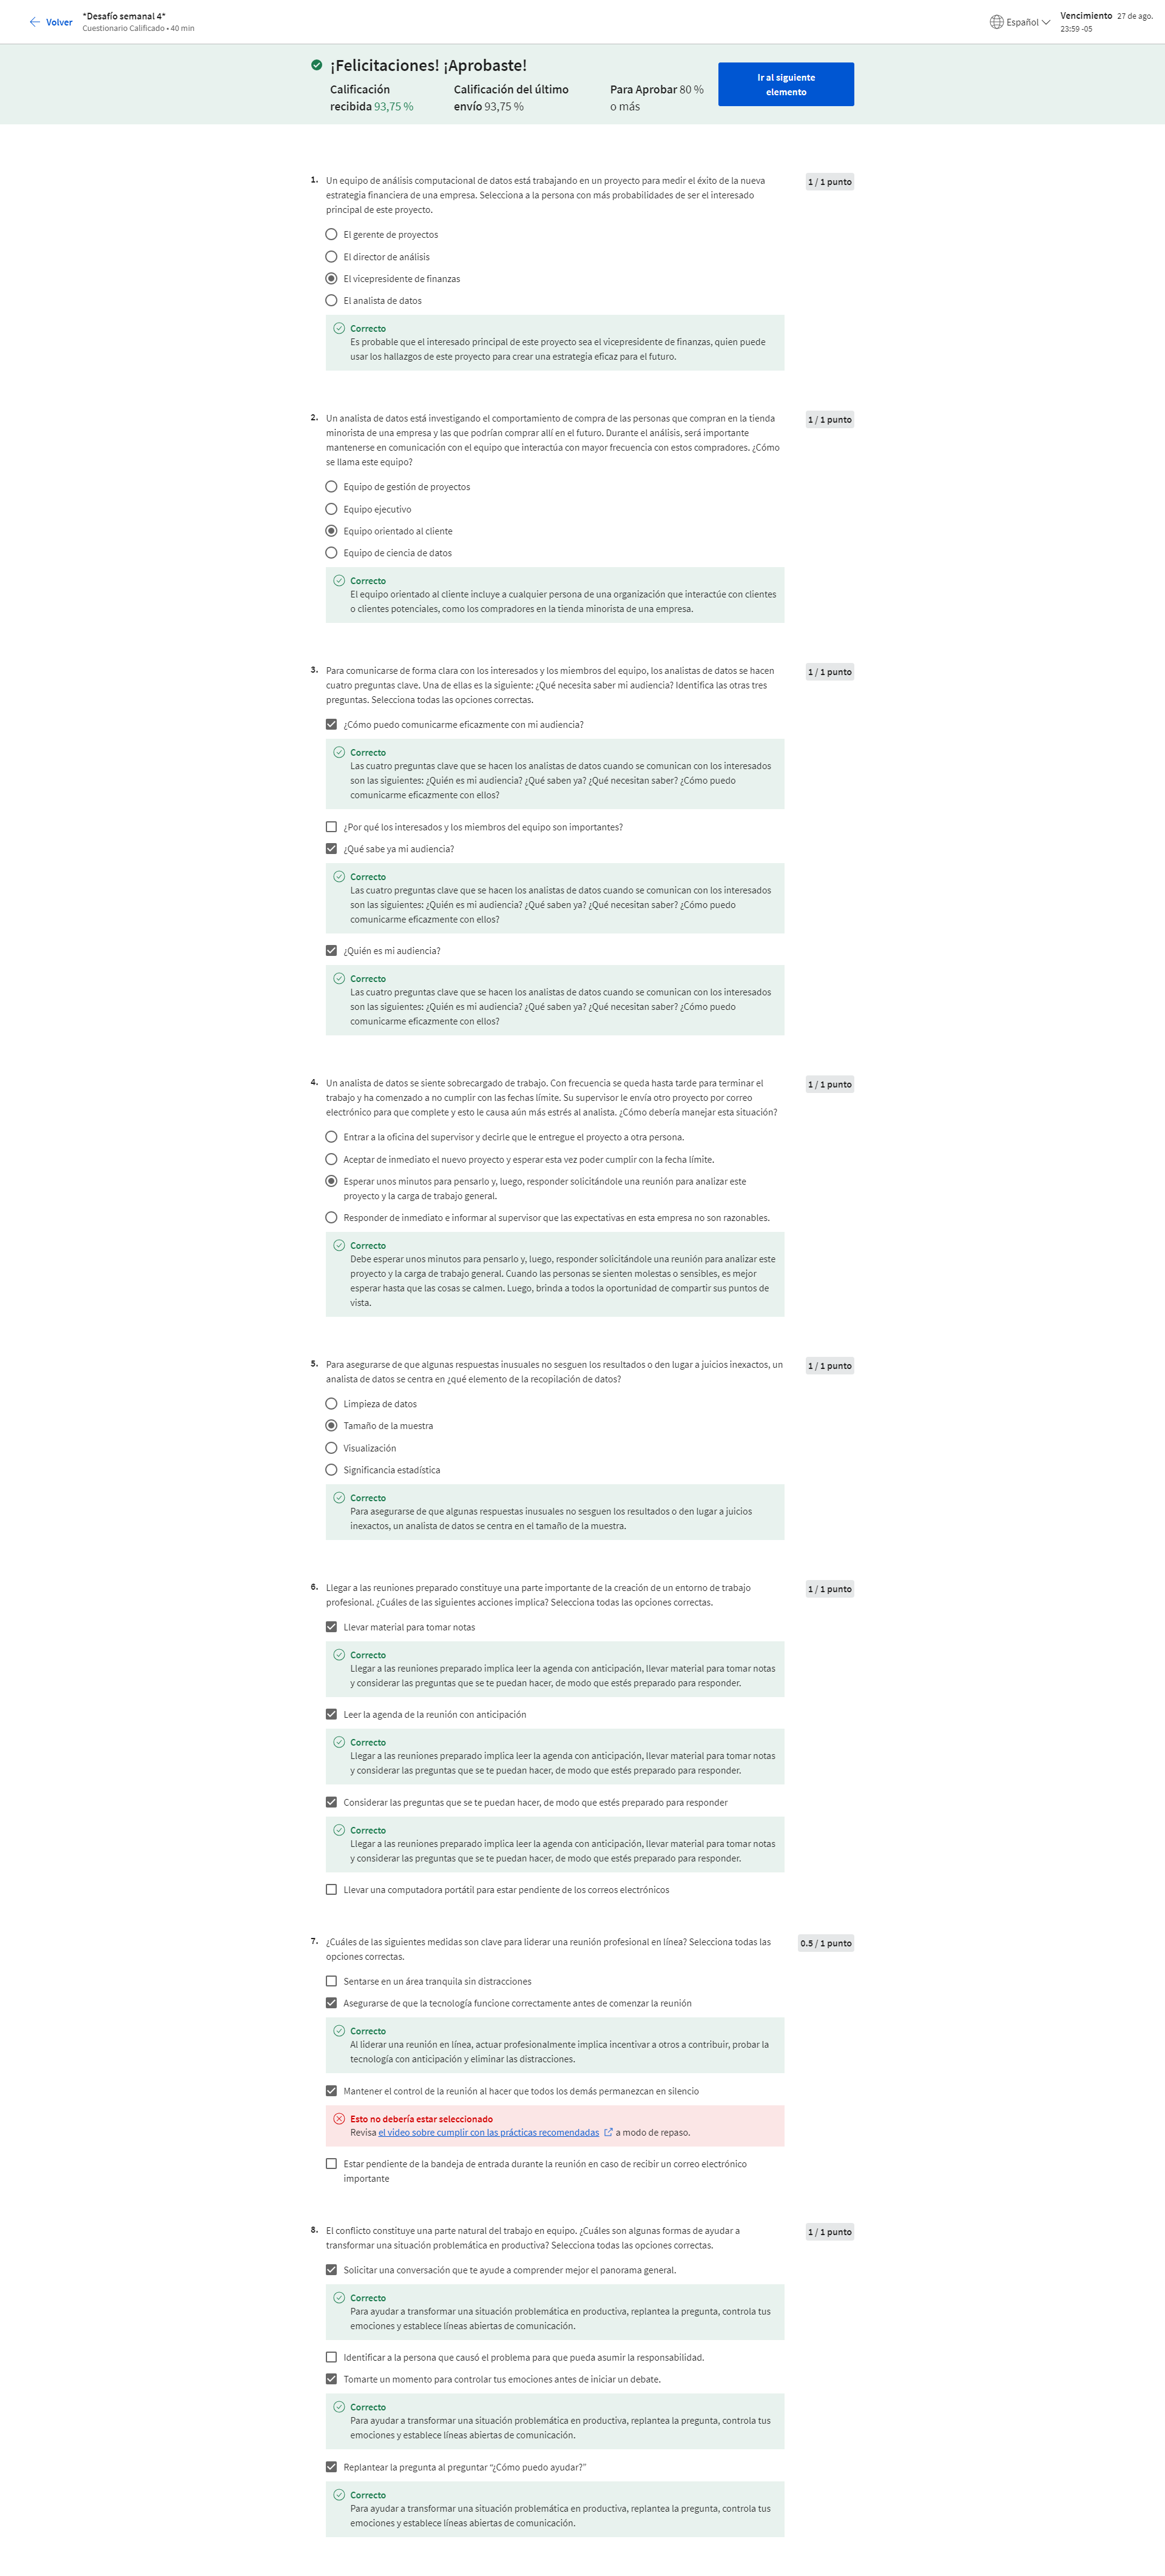 Volver
*Desafío semanal 4*
Cuestionario Calificado • 40 min
Español
Vencimiento 27 de ago.
23:59 -05
¡Felicitaciones! ¡Aprobaste!
Calificación
recibida 93,75 %
Calificación del último
envío 93,75 %
Para Aprobar 80 %
o más
Ir al siguiente
elemento
1. Un equipo de análisis computacional de datos está trabajando en un proyecto para medir el éxito de la nueva
estrategia financiera de una empresa. Selecciona a la persona con más probabilidades de ser el interesado
principal de este proyecto.
1 / 1 punto
El gerente de proyectos
El director de análisis
El vicepresidente de finanzas
El analista de datos
Correcto
Es probable que el interesado principal de este proyecto sea el vicepresidente de finanzas, quien puede
usar los hallazgos de este proyecto para crear una estrategia eficaz para el futuro.
2. Un analista de datos está investigando el comportamiento de compra de las personas que compran en la tienda
minorista de una empresa y las que podrían comprar allí en el futuro. Durante el análisis, será importante
mantenerse en comunicación con el equipo que interactúa con mayor frecuencia con estos compradores. ¿Cómo
se llama este equipo?
1 / 1 punto
Equipo de gestión de proyectos
Equipo ejecutivo
Equipo orientado al cliente
Equipo de ciencia de datos
Correcto
El equipo orientado al cliente incluye a cualquier persona de una organización que interactúe con clientes
o clientes potenciales, como los compradores en la tienda minorista de una empresa.
3. Para comunicarse de forma clara con los interesados y los miembros del equipo, los analistas de datos se hacen
cuatro preguntas clave. Una de ellas es la siguiente: ¿Qué necesita saber mi audiencia? Identifica las otras tres
preguntas. Selecciona todas las opciones correctas.
1 / 1 punto
¿Cómo puedo comunicarme eficazmente con mi audiencia?
Correcto
Las cuatro preguntas clave que se hacen los analistas de datos cuando se comunican con los interesados
son las siguientes: ¿Quién es mi audiencia? ¿Qué saben ya? ¿Qué necesitan saber? ¿Cómo puedo
comunicarme eficazmente con ellos?
¿Por qué los interesados y los miembros del equipo son importantes?
¿Qué sabe ya mi audiencia?
Correcto
Las cuatro preguntas clave que se hacen los analistas de datos cuando se comunican con los interesados
son las siguientes: ¿Quién es mi audiencia? ¿Qué saben ya? ¿Qué necesitan saber? ¿Cómo puedo
comunicarme eficazmente con ellos?
¿Quién es mi audiencia?
Correcto
Las cuatro preguntas clave que se hacen los analistas de datos cuando se comunican con los interesados
son las siguientes: ¿Quién es mi audiencia? ¿Qué saben ya? ¿Qué necesitan saber? ¿Cómo puedo
comunicarme eficazmente con ellos?
4. Un analista de datos se siente sobrecargado de trabajo. Con frecuencia se queda hasta tarde para terminar el
trabajo y ha comenzado a no cumplir con las fechas límite. Su supervisor le envía otro proyecto por correo
electrónico para que complete y esto le causa aún más estrés al analista. ¿Cómo debería manejar esta situación?
1 / 1 punto
Entrar a la oficina del supervisor y decirle que le entregue el proyecto a otra persona.
Aceptar de inmediato el nuevo proyecto y esperar esta vez poder cumplir con la fecha límite.
Esperar unos minutos para pensarlo y, luego, responder solicitándole una reunión para analizar este
proyecto y la carga de trabajo general.
Responder de inmediato e informar al supervisor que las expectativas en esta empresa no son razonables.
Correcto
Debe esperar unos minutos para pensarlo y, luego, responder solicitándole una reunión para analizar este
proyecto y la carga de trabajo general. Cuando las personas se sienten molestas o sensibles, es mejor
esperar hasta que las cosas se calmen. Luego, brinda a todos la oportunidad de compartir sus puntos de
vista.
5. Para asegurarse de que algunas respuestas inusuales no sesguen los resultados o den lugar a juicios inexactos, un
analista de datos se centra en ¿qué elemento de la recopilación de datos?
1 / 1 punto
Limpieza de datos
Tamaño de la muestra
Visualización
Significancia estadística
Correcto
Para asegurarse de que algunas respuestas inusuales no sesguen los resultados o den lugar a juicios
inexactos, un analista de datos se centra en el tamaño de la muestra.
6. Llegar a las reuniones preparado constituye una parte importante de la creación de un entorno de trabajo
profesional. ¿Cuáles de las siguientes acciones implica? Selecciona todas las opciones correctas.
1 / 1 punto
Llevar material para tomar notas
Correcto
Llegar a las reuniones preparado implica leer la agenda con anticipación, llevar material para tomar notas
y considerar las preguntas que se te puedan hacer, de modo que estés preparado para responder.
Leer la agenda de la reunión con anticipación
Correcto
Llegar a las reuniones preparado implica leer la agenda con anticipación, llevar material para tomar notas
y considerar las preguntas que se te puedan hacer, de modo que estés preparado para responder.
Considerar las preguntas que se te puedan hacer, de modo que estés preparado para responder
Correcto
Llegar a las reuniones preparado implica leer la agenda con anticipación, llevar material para tomar notas
y considerar las preguntas que se te puedan hacer, de modo que estés preparado para responder.
Llevar una computadora portátil para estar pendiente de los correos electrónicos
7. ¿Cuáles de las siguientes medidas son clave para liderar una reunión profesional en línea? Selecciona todas las
opciones correctas.
0.5 / 1 punto
Sentarse en un área tranquila sin distracciones
Asegurarse de que la tecnología funcione correctamente antes de comenzar la reunión
Correcto
Al liderar una reunión en línea, actuar profesionalmente implica incentivar a otros a contribuir, probar la
tecnología con anticipación y eliminar las distracciones.
Mantener el control de la reunión al hacer que todos los demás permanezcan en silencio
Esto no debería estar seleccionado
Revisa el video sobre cumplir con las prácticas recomendadas a modo de repaso.
Estar pendiente de la bandeja de entrada durante la reunión en caso de recibir un correo electrónico
importante
8. El conflicto constituye una parte natural del trabajo en equipo. ¿Cuáles son algunas formas de ayudar a
transformar una situación problemática en productiva? Selecciona todas las opciones correctas.
1 / 1 punto
Solicitar una conversación que te ayude a comprender mejor el panorama general.
Correcto
Para ayudar a transformar una situación problemática en productiva, replantea la pregunta, controla tus
emociones y establece líneas abiertas de comunicación.
Identificar a la persona que causó el problema para que pueda asumir la responsabilidad.
Tomarte un momento para controlar tus emociones antes de iniciar un debate.
Correcto
Para ayudar a transformar una situación problemática en productiva, replantea la pregunta, controla tus
emociones y establece líneas abiertas de comunicación.
Replantear la pregunta al preguntar “¿Cómo puedo ayudar?”
Correcto
Para ayudar a transformar una situación problemática en productiva, replantea la pregunta, controla tus
emociones y establece líneas abiertas de comunicación.